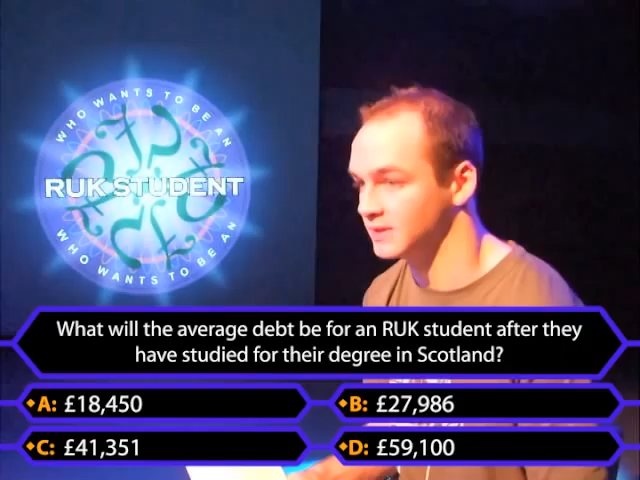 WHO WANTS TO BE AN
RUK STUDENT
WHO WANTS TO BE AN
What will the average debt be for an RUK student after they
have studied for their degree in Scotland?
A: £18,450
B: £27,986
C: £41,351
D: £59,100